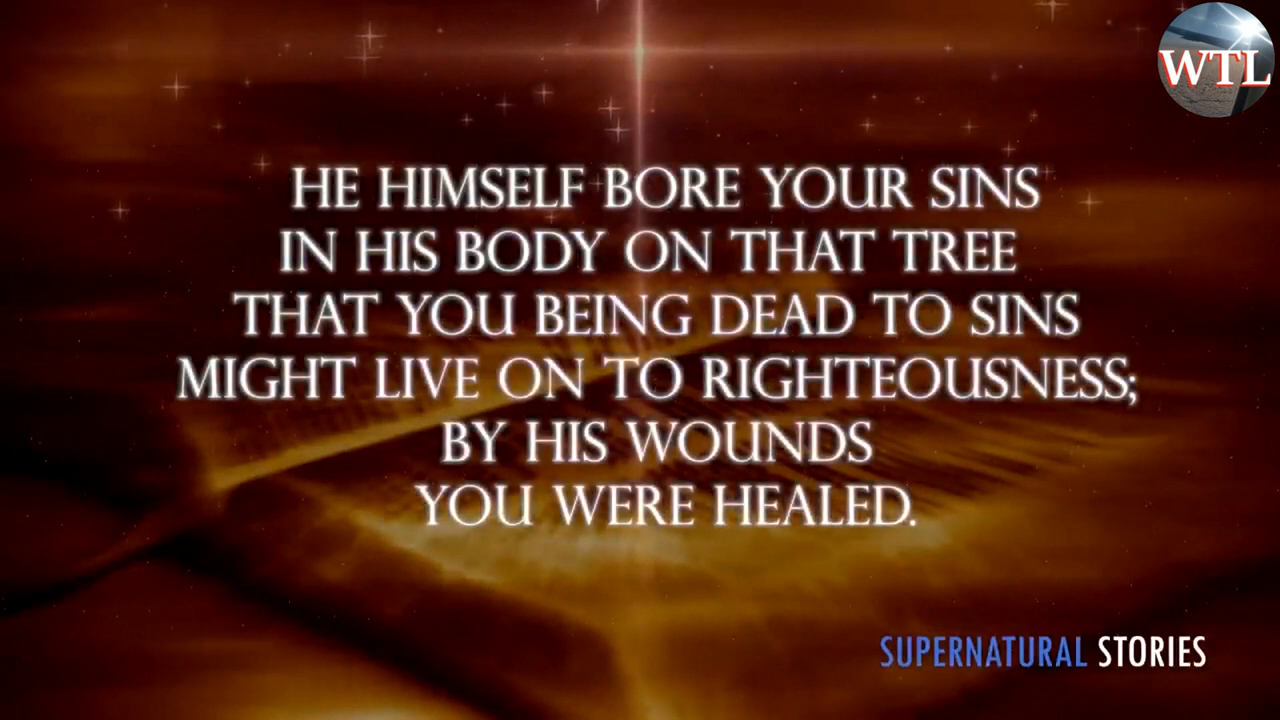 WTL
HE HIMSELF BORE YOUR SINS
IN HIS BODY ON THAT TREE
THAT YOU BEING DEAD TO SINS
MIGHT LIVE ON TO RIGHTEOUSNESS;
BY HIS WOUNDS
YOU WERE HEALED.
SUPERNATURAL STORIES